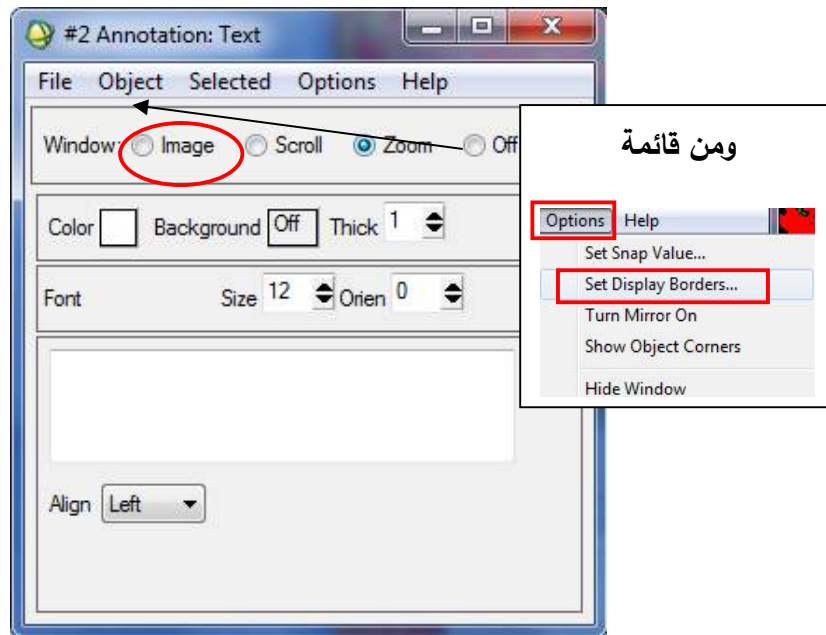 #2 Annotation: Text
File Object Selected Options Help
Window: Image Scroll Zoom Off
Color Background Off Thick 1
Font Size 12 Orien 0
Align Left
ومن قائمة
Options Help
Set Snap Value...
Set Display Borders...
Turn Mirror On
Show Object Corners
Hide Window